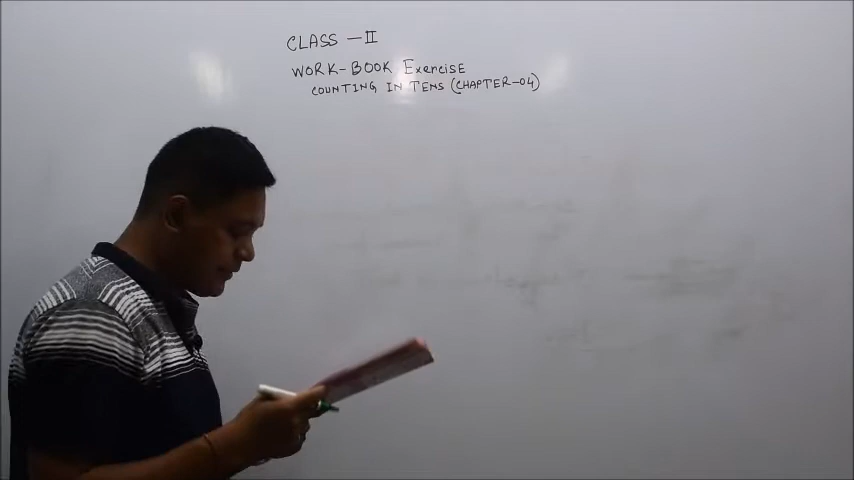 CLASS - II
WORK-BOOK Exercise
COUNTING IN TENS (CHAPTER-04)